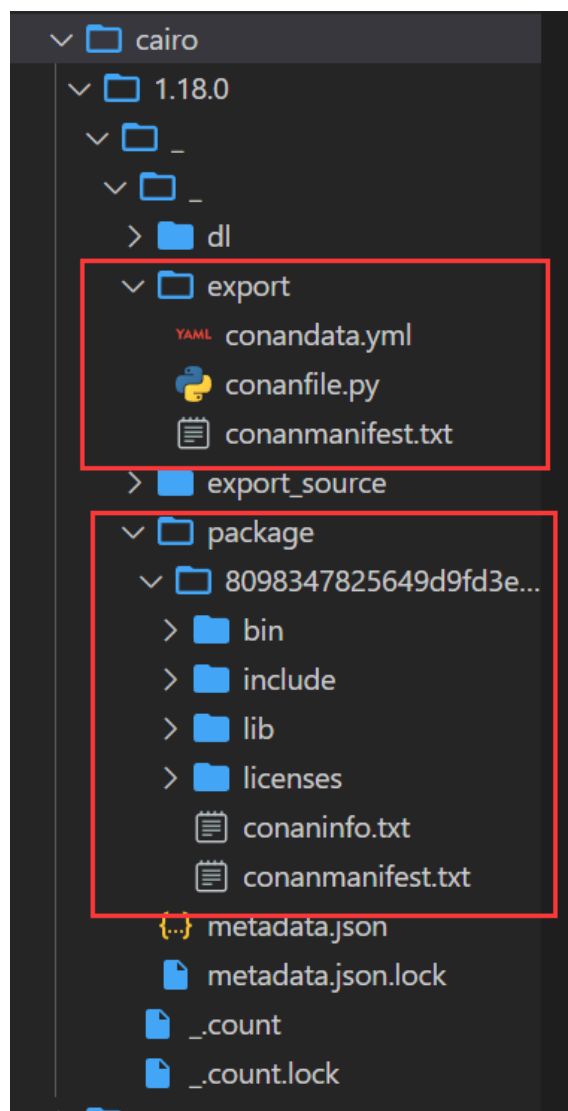 cairo
1.18.0
_
_
dl
export
YAML conandata.yml
conanfile.py
conanmanifest.txt
export_source
package
8098347825649d9fd3e...
bin
include
lib
licenses
conaninfo.txt
conanmanifest.txt
{...} metadata.json
metadata.json.lock
_.count
_.count.lock